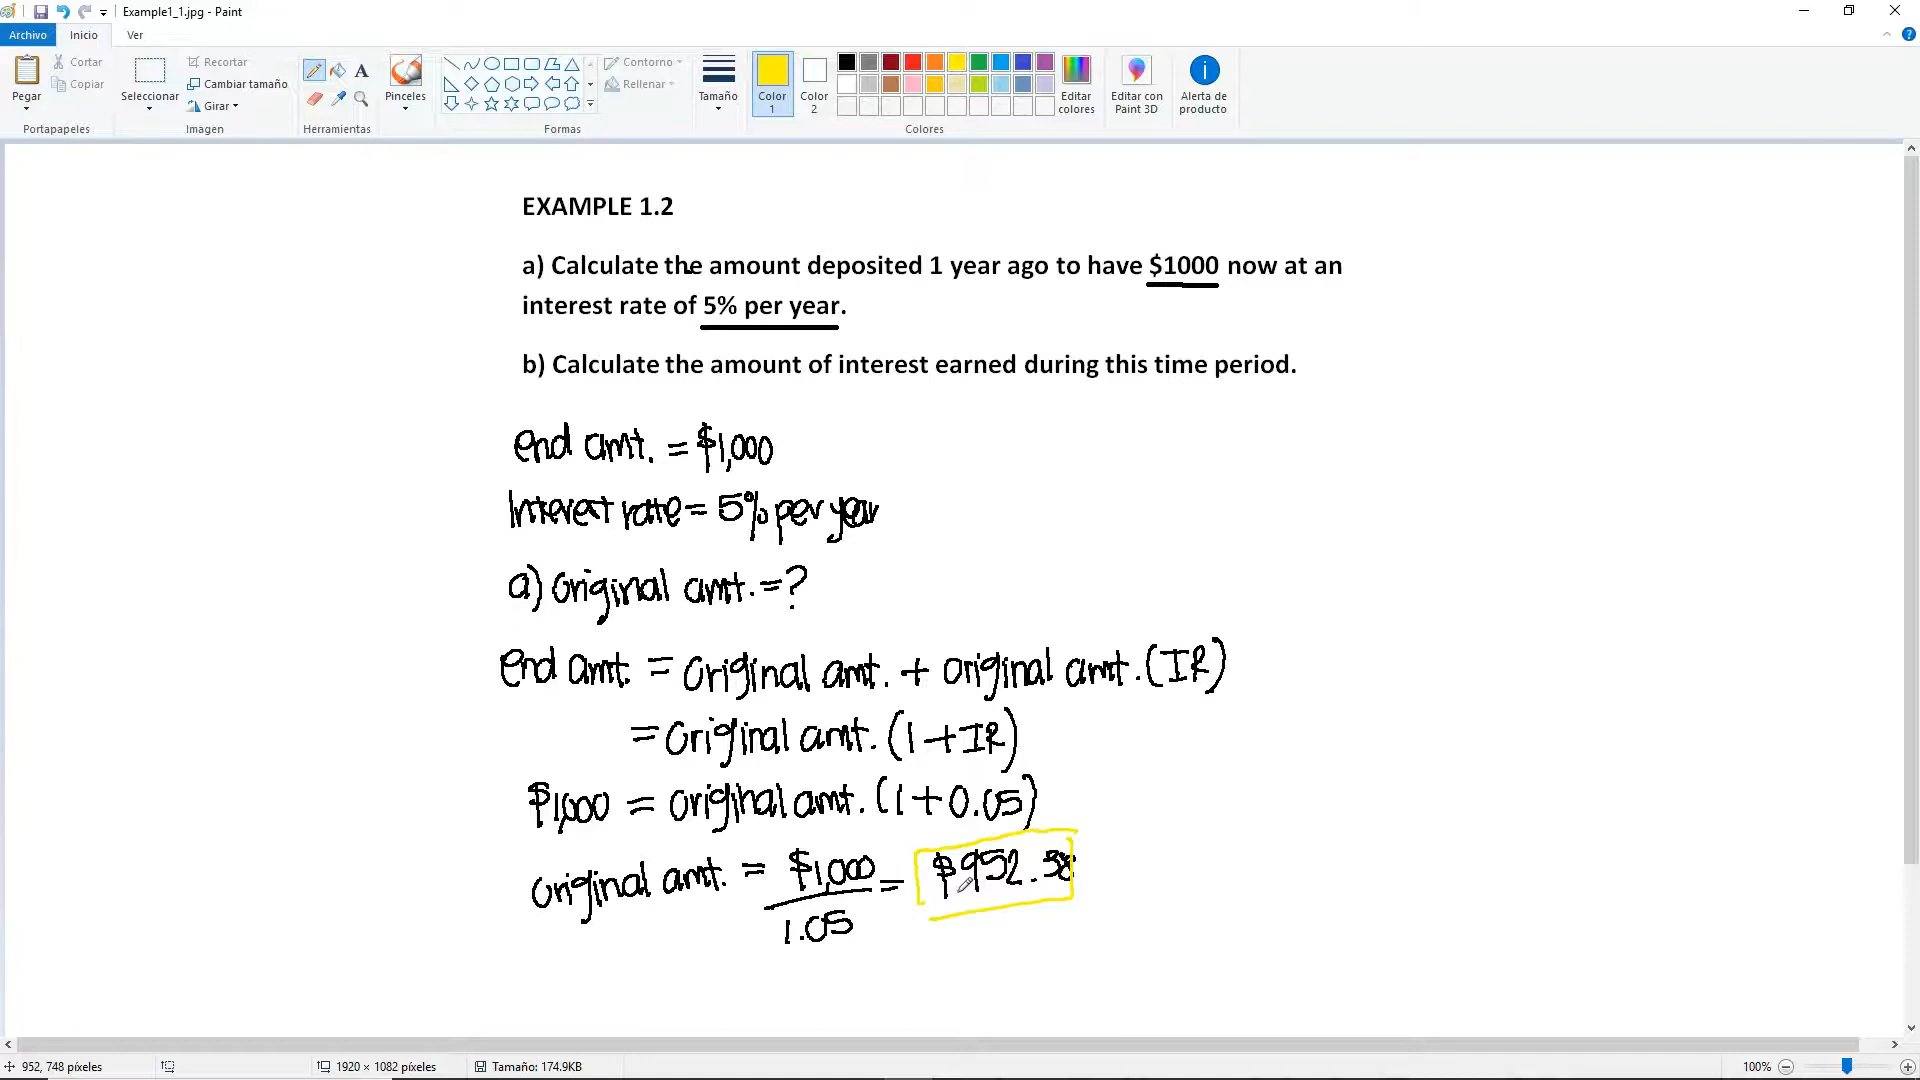 Example1_1.jpg - Paint
Archivo Inicio Ver
Pegar
Cortar
Copiar
Portapapeles
Seleccionar
Recortar
Cambiar tamaño
Girar
Imagen
A
Herramientas
Pinceles
Contorno
Rellenar
Formas
Tamaño
Color 1
Color 2
Editar colores
Colores
Editar con Paint 3D
Alerta de producto
EXAMPLE 1.2
a) Calculate the amount deposited 1 year ago to have $1000 now at an
interest rate of 5% per year.
b) Calculate the amount of interest earned during this time period.
end amt. = $1,000
Interest rate = 5% per year
a) original amt. = ?
end amt. = original amt. + original amt. (IR)
= original amt. (1 + IR)
$1,000 = original amt. (1 + 0.05)
original amt. = $1,000 = $952.38
1.05
952, 748 píxeles
1920 × 1082 píxeles
Tamaño: 174.9KB
100%